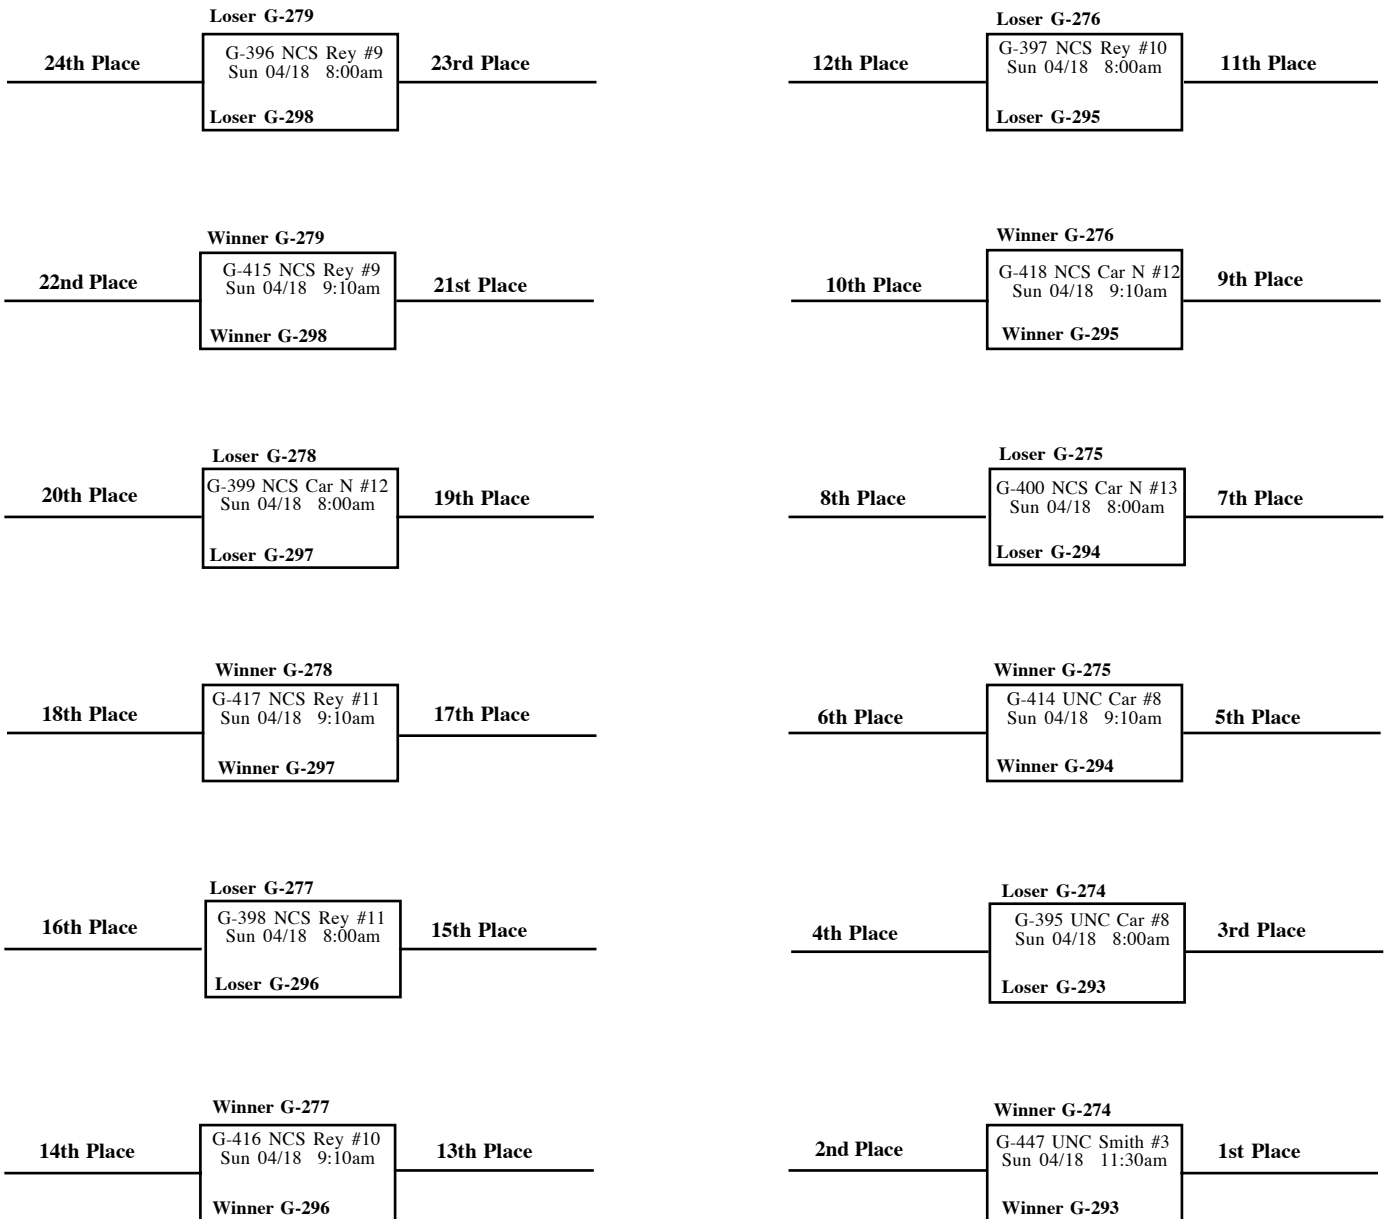 Loser G-279
24th Place
G-396 NCS Rey #9
Sun 04/18 8:00am
23rd Place
Loser G-298
Winner G-279
22nd Place
G-415 NCS Rey #9
Sun 04/18 9:10am
21st Place
Winner G-298
Loser G-278
20th Place
G-399 NCS Car N #12
Sun 04/18 8:00am
19th Place
Loser G-297
Winner G-278
18th Place
G-417 NCS Rey #11
Sun 04/18 9:10am
17th Place
Winner G-297
Loser G-277
16th Place
G-398 NCS Rey #11
Sun 04/18 8:00am
15th Place
Loser G-296
Winner G-277
14th Place
G-416 NCS Rey #10
Sun 04/18 9:10am
13th Place
Winner G-296
Loser G-276
12th Place
G-397 NCS Rey #10
Sun 04/18 8:00am
11th Place
Loser G-295
Winner G-276
10th Place
G-418 NCS Car N #12
Sun 04/18 9:10am
9th Place
Winner G-295
Loser G-275
8th Place
G-400 NCS Car N #13
Sun 04/18 8:00am
7th Place
Loser G-294
Winner G-275
6th Place
G-414 UNC Car #8
Sun 04/18 9:10am
5th Place
Winner G-294
Loser G-274
4th Place
G-395 UNC Car #8
Sun 04/18 8:00am
3rd Place
Loser G-293
Winner G-274
2nd Place
G-447 UNC Smith #3
Sun 04/18 11:30am
1st Place
Winner G-293